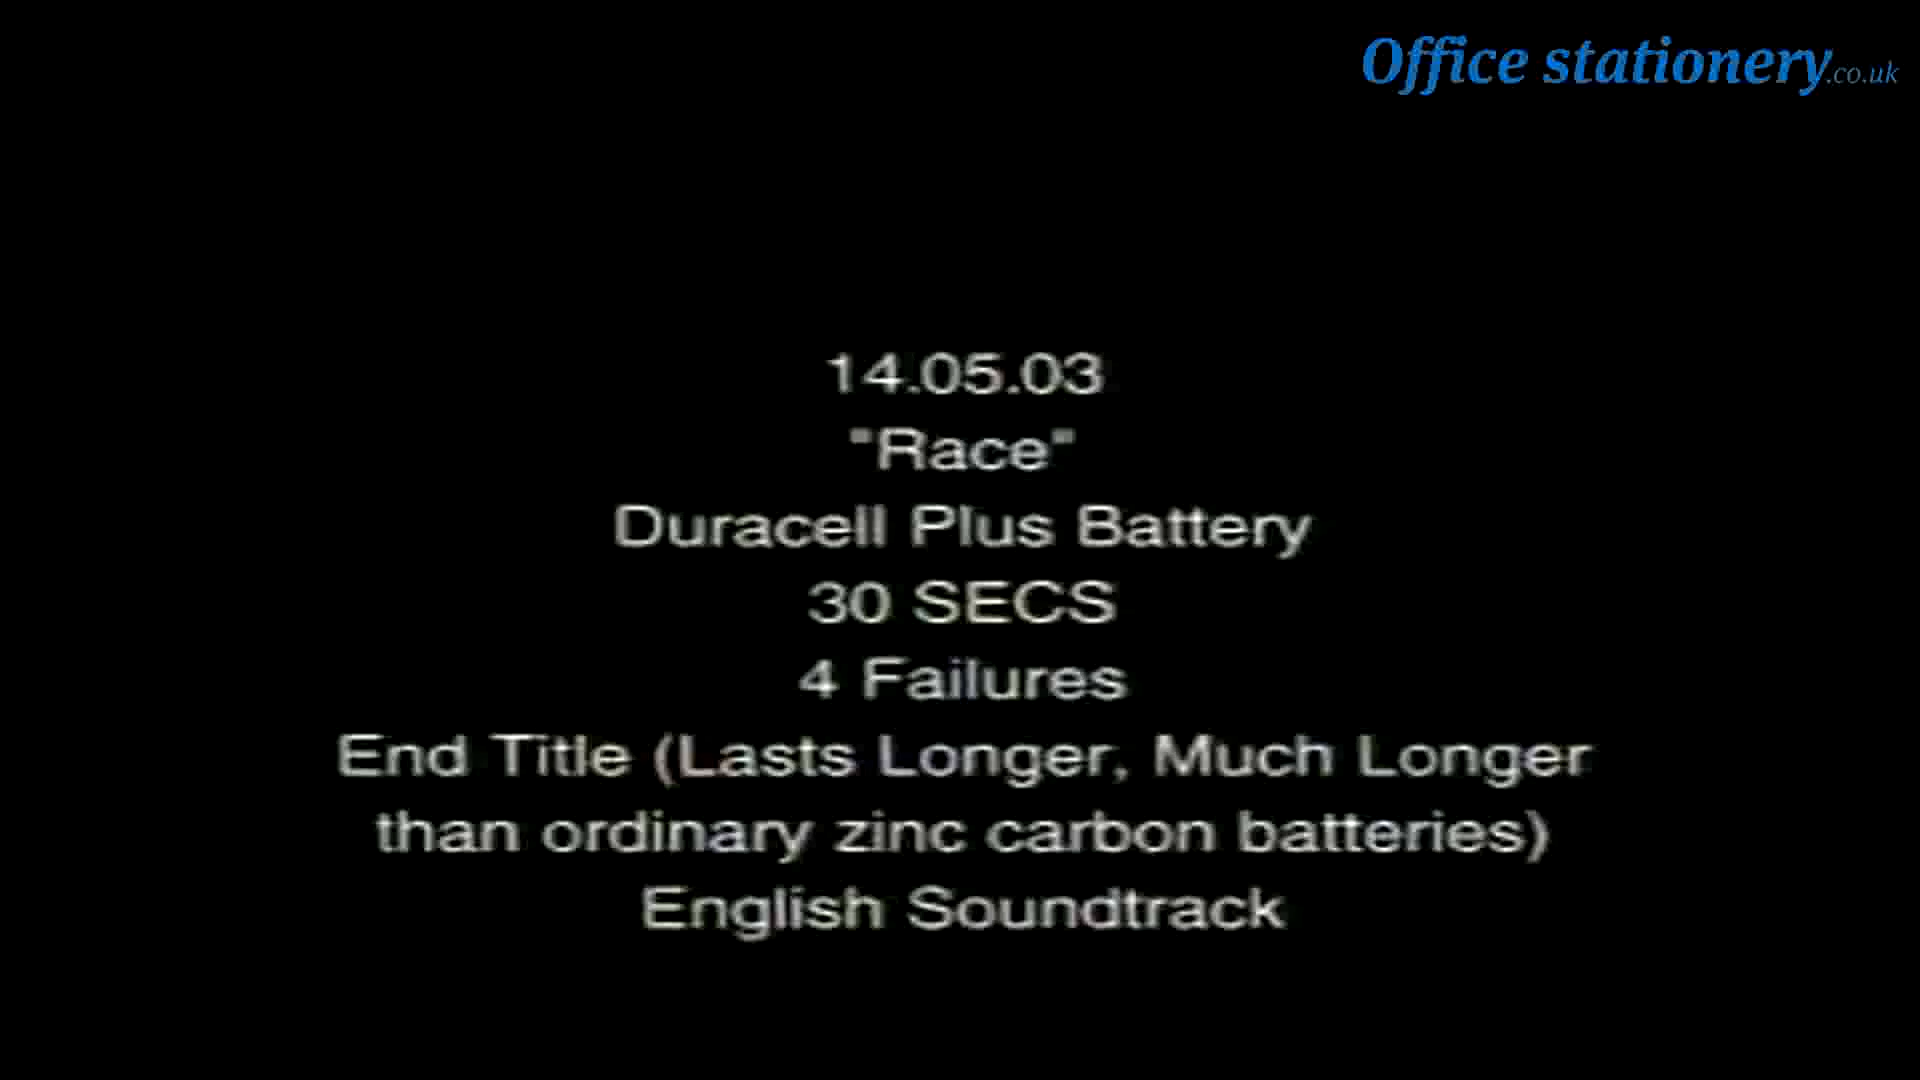 Office stationery.co.uk
14.05.03
"Race"
Duracell Plus Battery
30 SECS
4 Failures
End Title (Lasts Longer, Much Longer
than ordinary zinc carbon batteries)
English Soundtrack